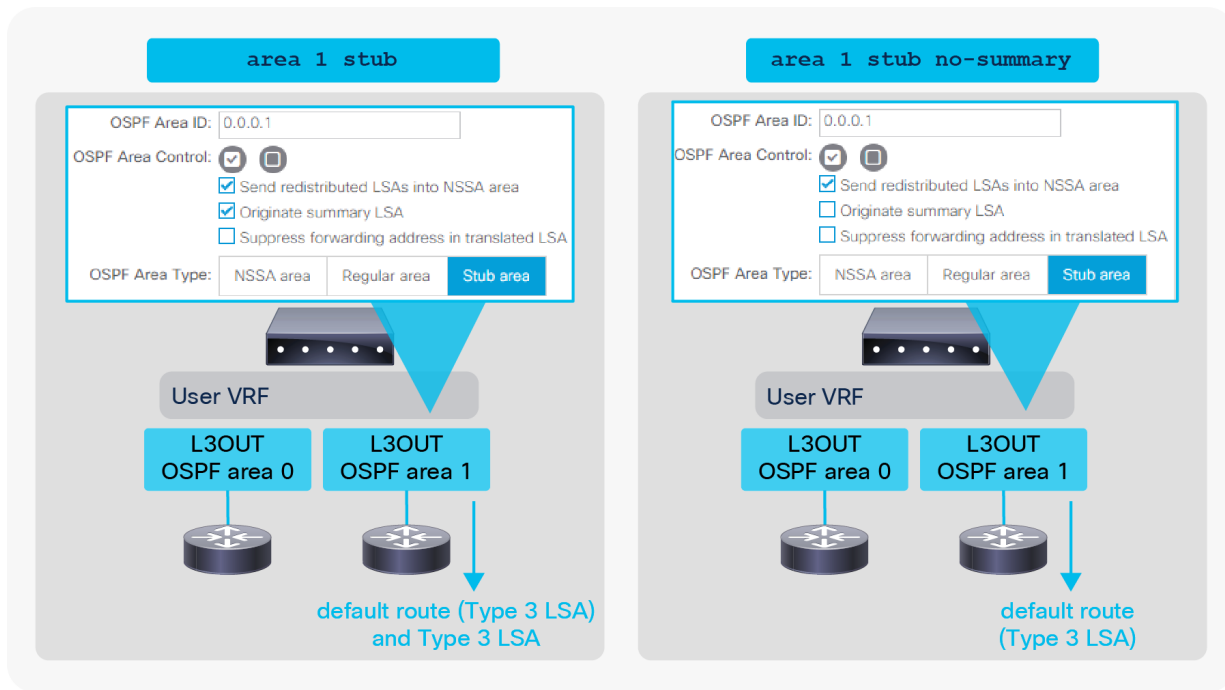 area 1 stub
OSPF Area ID: 0.0.0.1
OSPF Area Control:
Send redistributed LSAs into NSSA area
Originate summary LSA
Suppress forwarding address in translated LSA
OSPF Area Type: NSSA area Regular area Stub area
User VRF
L3OUT
OSPF area 0
L3OUT
OSPF area 1
default route (Type 3 LSA)
and Type 3 LSA
area 1 stub no-summary
OSPF Area ID: 0.0.0.1
OSPF Area Control:
Send redistributed LSAs into NSSA area
Originate summary LSA
Suppress forwarding address in translated LSA
OSPF Area Type: NSSA area Regular area Stub area
User VRF
L3OUT
OSPF area 0
L3OUT
OSPF area 1
default route
(Type 3 LSA)